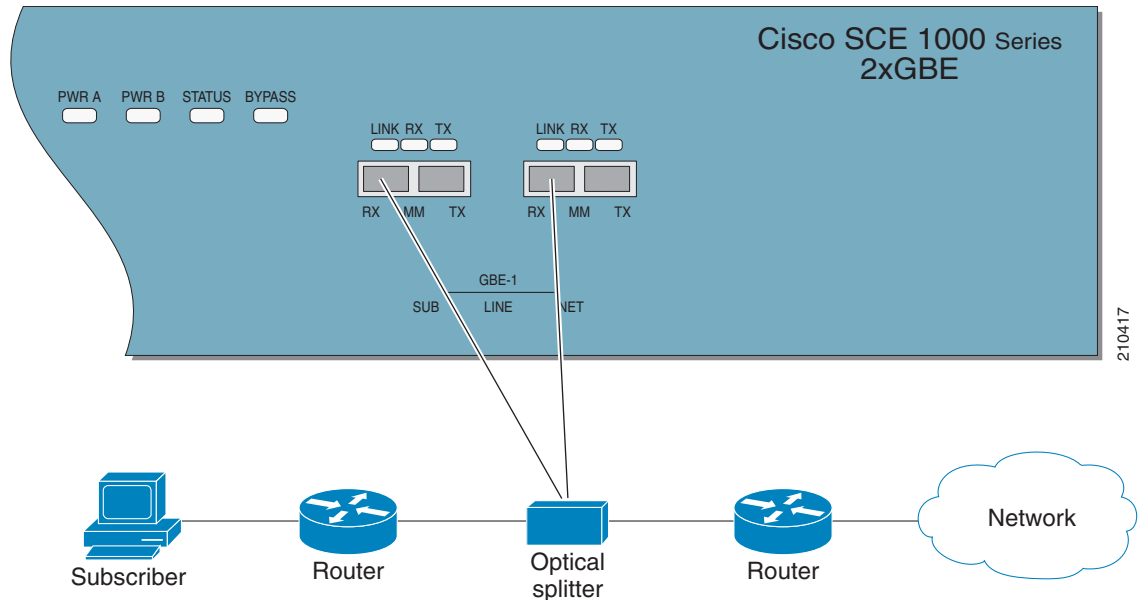 Cisco SCE 1000 Series
2xGBE
PWR A PWR B STATUS BYPASS
LINK RX TX LINK RX TX
RX MM TX RX MM TX
GBE-1
SUB LINE NET
210417
Subscriber
Router
Optical
splitter
Router
Network